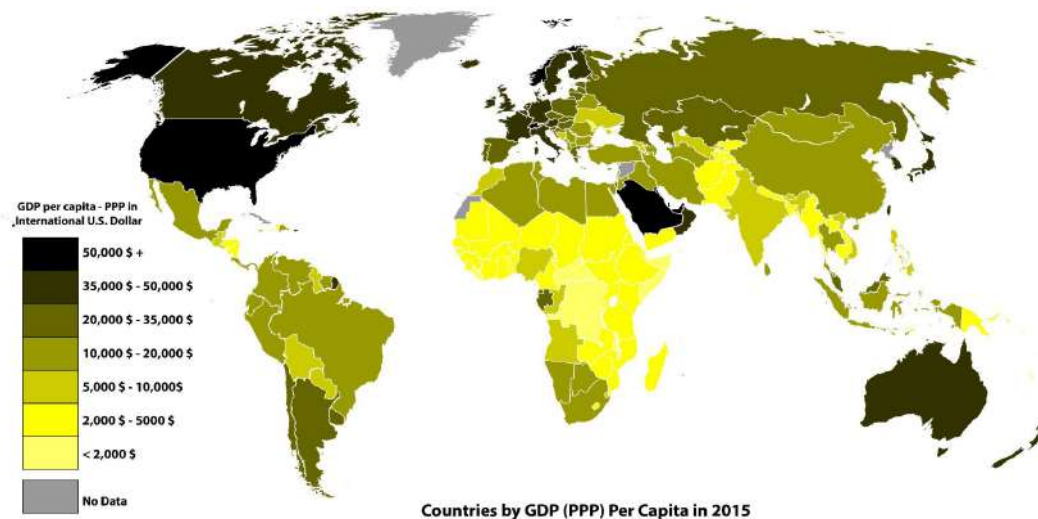 GDP per capita - PPP in
International U.S. Dollar
50,000 $ +
35,000 $ - 50,000 $
20,000 $ - 35,000 $
10,000 $ - 20,000 $
5,000 $ - 10,000$
2,000 $ - 5000 $
< 2,000 $
No Data
Countries by GDP (PPP) Per Capita in 2015